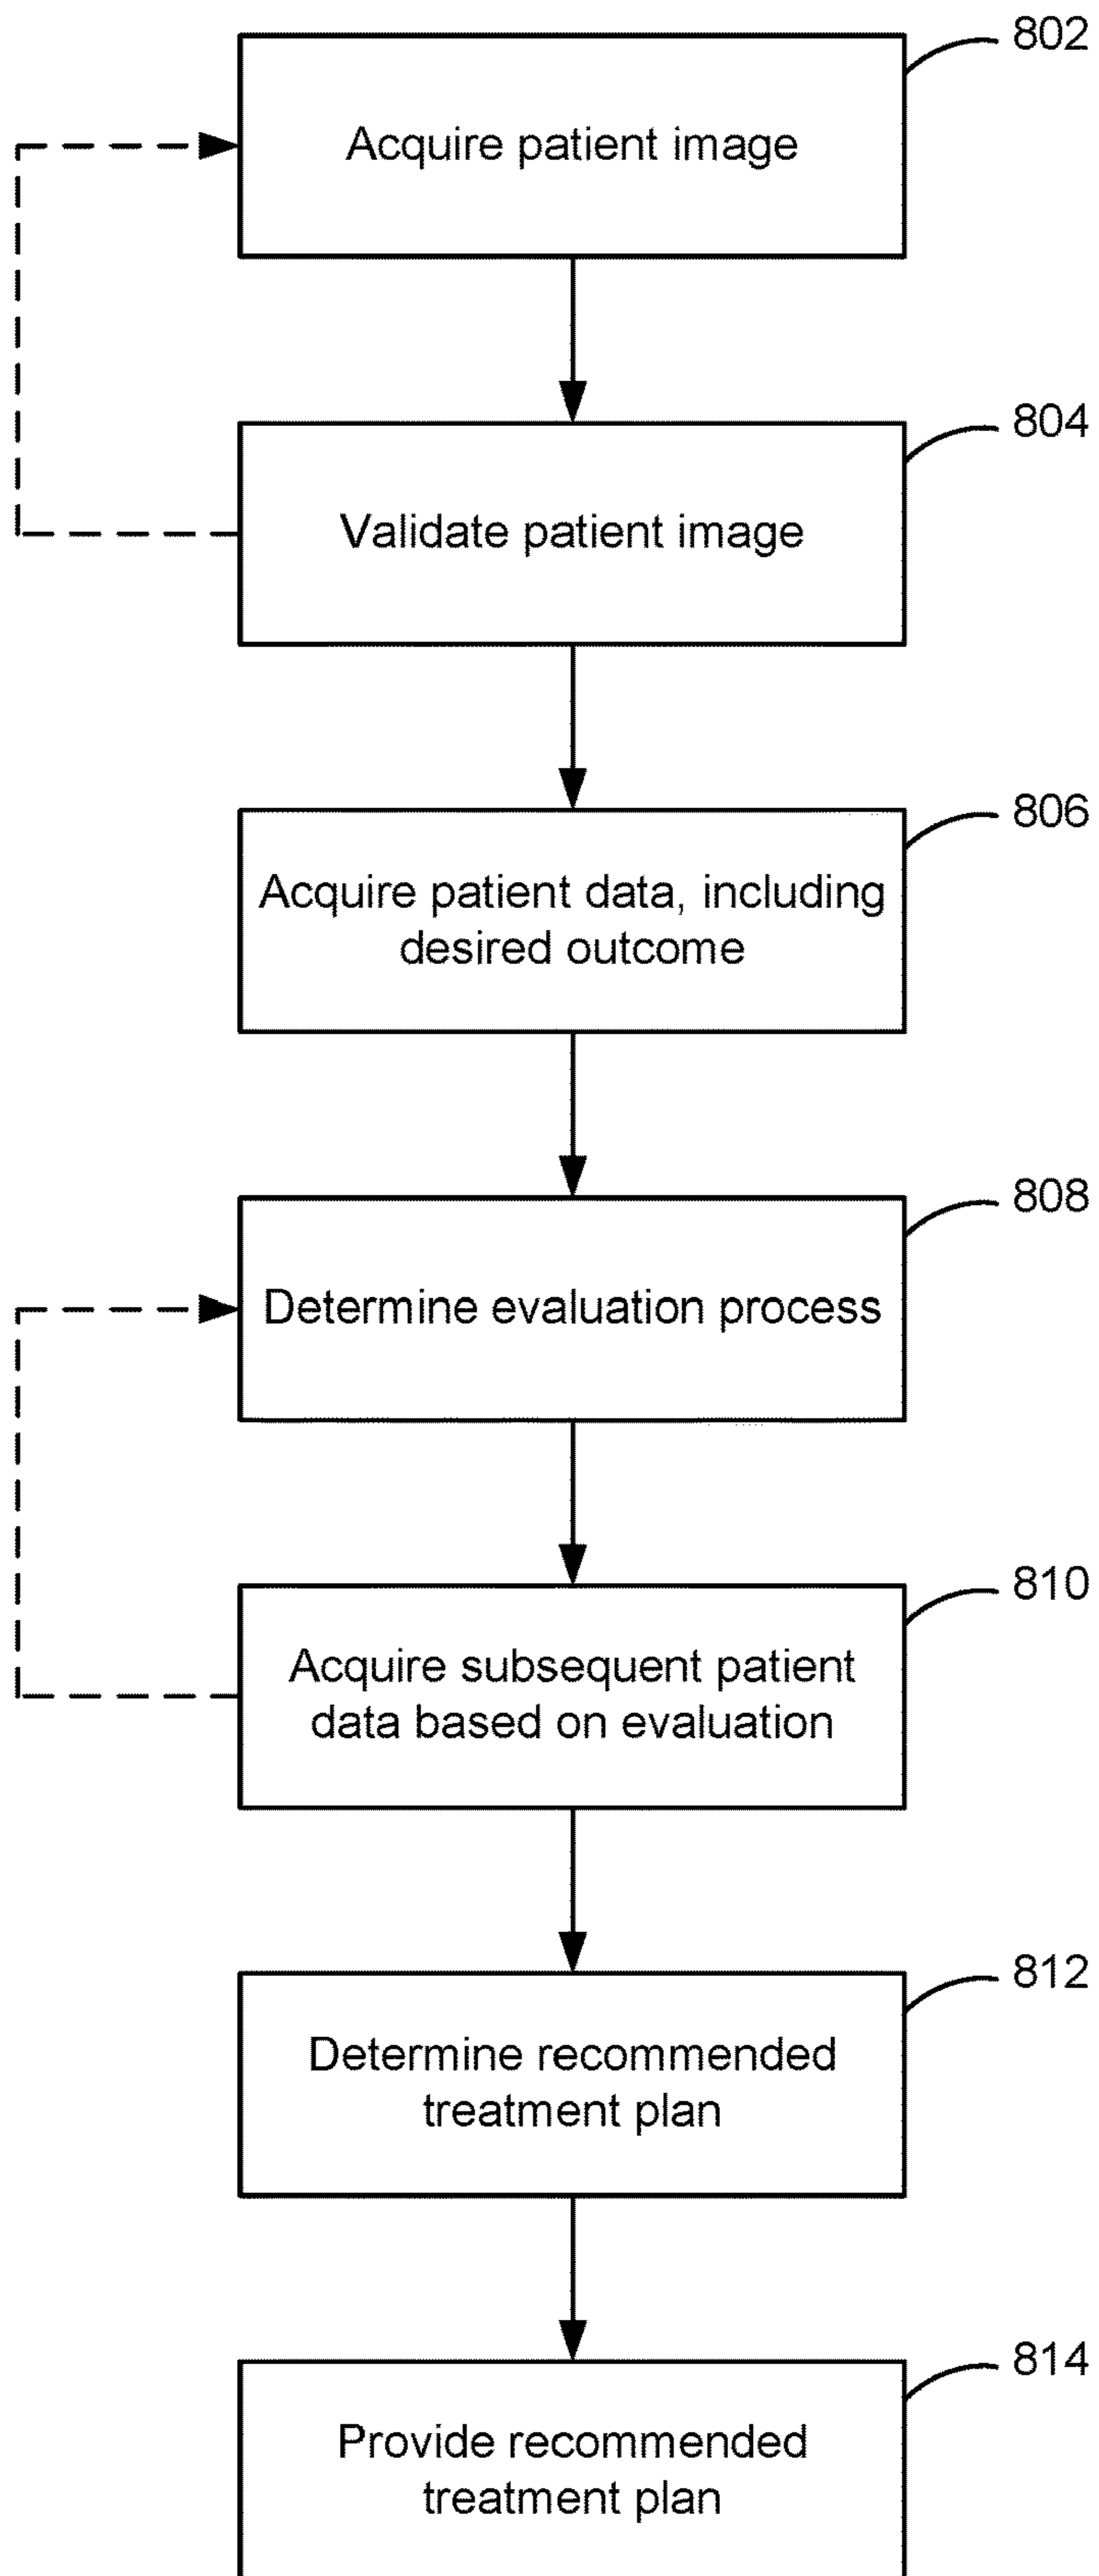 802
Acquire patient image
804
Validate patient image
806
Acquire patient data, including
desired outcome
808
Determine evaluation process
810
Acquire subsequent patient
data based on evaluation
812
Determine recommended
treatment plan
814
Provide recommended
treatment plan